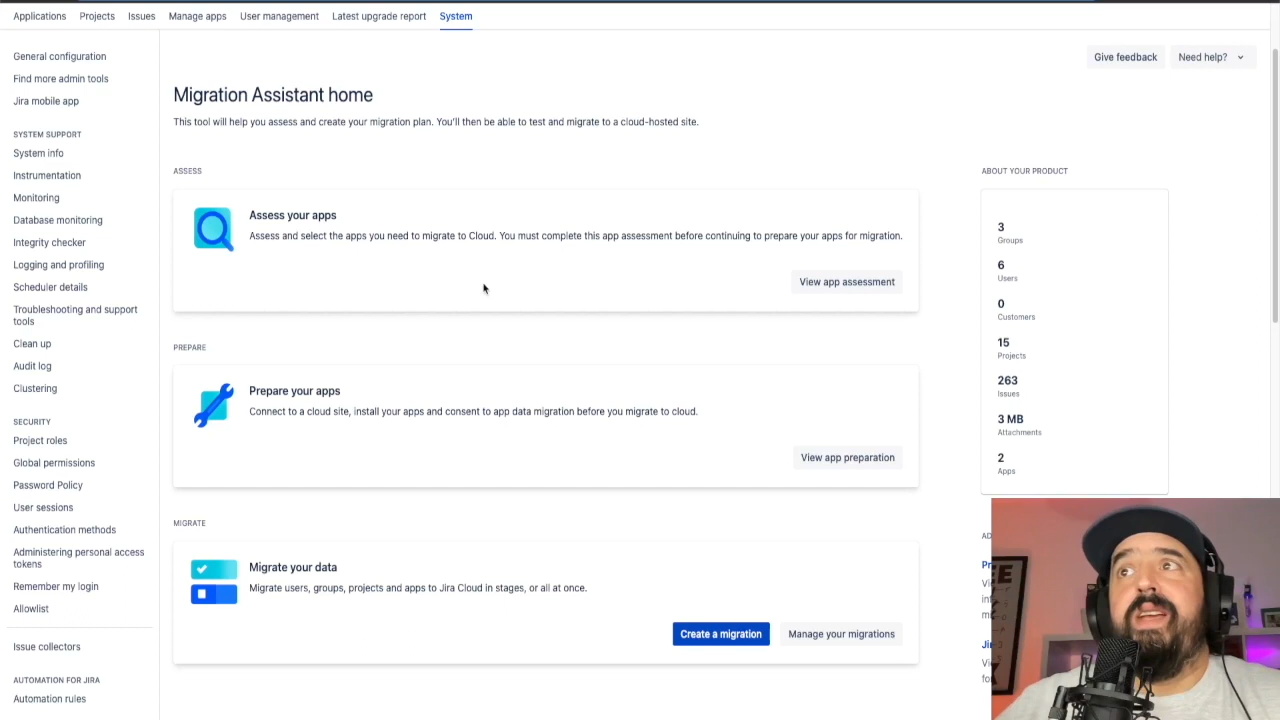 Applications Projects Issues Manage apps User management Latest upgrade report System
General configuration
Find more admin tools
Jira mobile app
SYSTEM SUPPORT
System info
Instrumentation
Monitoring
Database monitoring
Integrity checker
Logging and profiling
Scheduler details
Troubleshooting and support
tools
Clean up
Audit log
Clustering
SECURITY
Project roles
Global permissions
Password Policy
User sessions
Authentication methods
Administering personal access
tokens
Remember my login
Allowlist
Issue collectors
AUTOMATION FOR JIRA
Automation rules
Give feedback Need help?
Migration Assistant home
This tool will help you assess and create your migration plan. You'll then be able to test and migrate to a cloud-hosted site.
ASSESS
Assess your apps
Assess and select the apps you need to migrate to Cloud. You must complete this app assessment before continuing to prepare your apps for migration.
View app assessment
PREPARE
Prepare your apps
Connect to a cloud site, install your apps and consent to app data migration before you migrate to cloud.
View app preparation
MIGRATE
Migrate your data
Migrate users, groups, projects and apps to Jira Cloud in stages, or all at once.
Create a migration Manage your migrations
ABOUT YOUR PRODUCT
3
Groups
6
Users
0
Customers
15
Projects
263
Issues
3 MB
Attachments
2
Apps